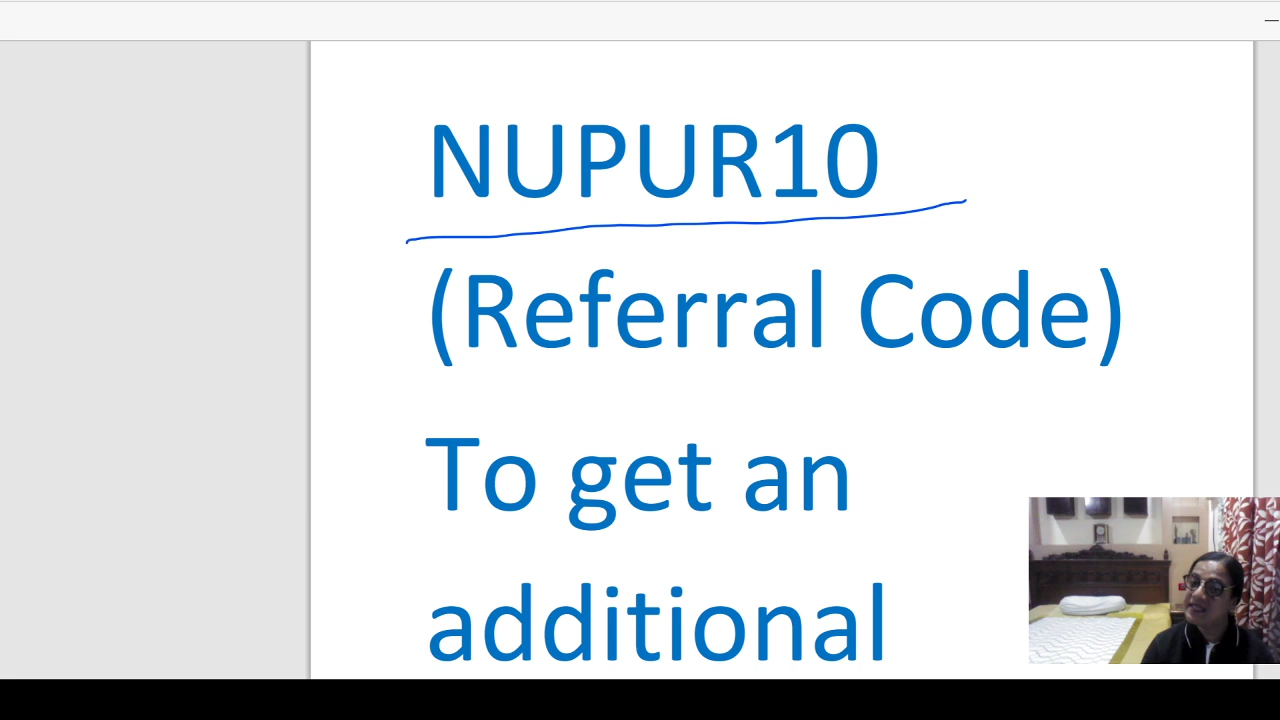 NUPUR10
(Referral Code)
To get an
additional